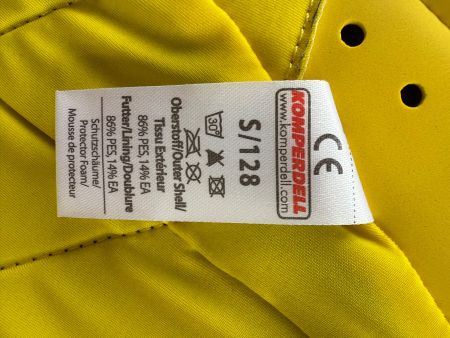 CE
KOMPERDELL
www.komperdell.com
S/128
30°
Oberstoff/Outer Shell/
Tissu Extérieur
86% PES, 14% EA
Futter/Lining/Doublure
86% PES, 14% EA
Schutzschäume/
Protector Foam/
Mousse de protecteur